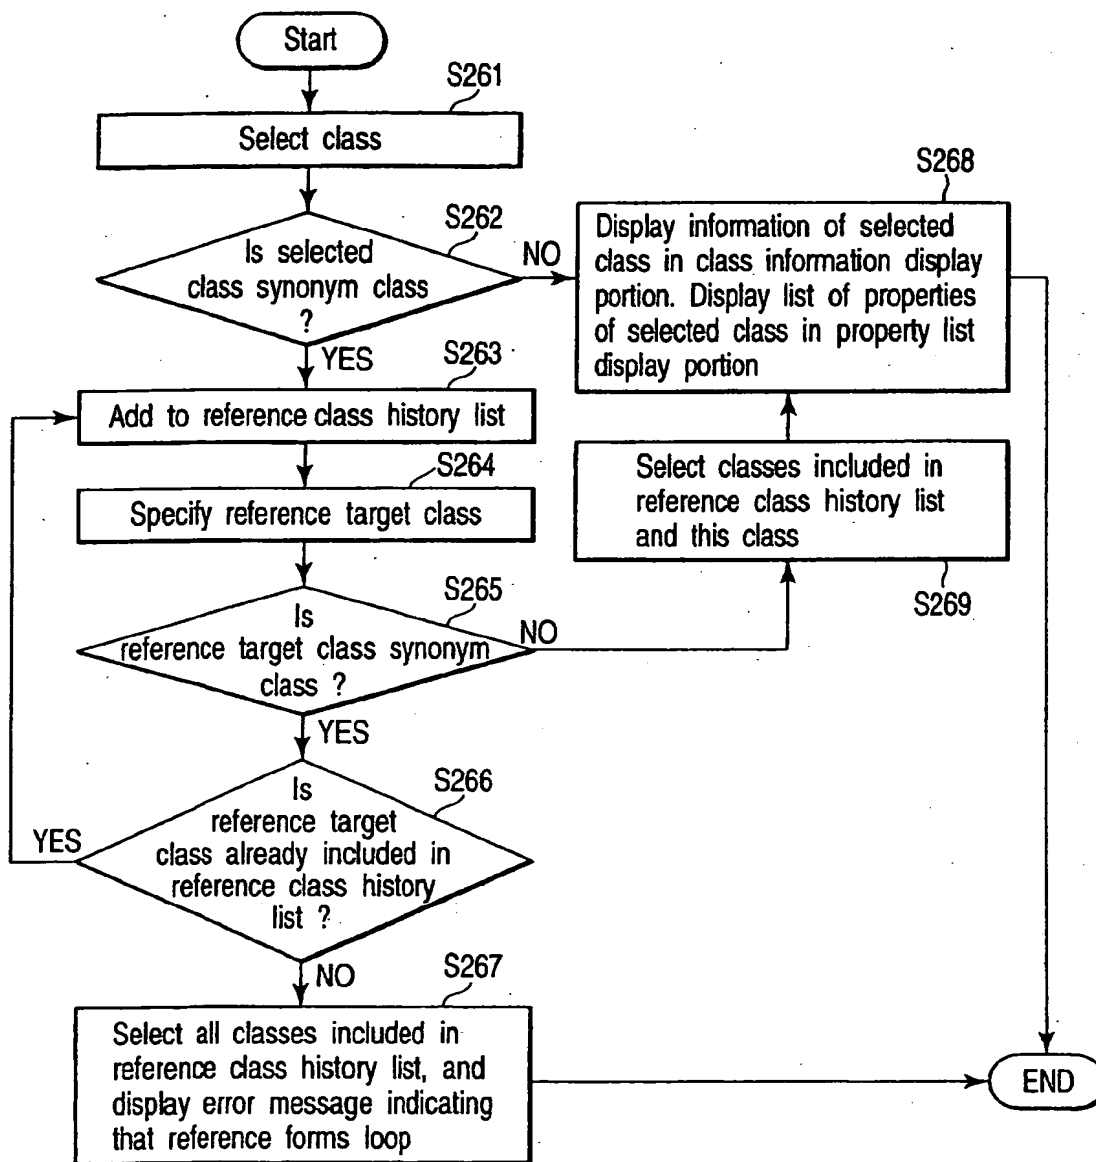 Start
S261
Select class
S262
Is selected
class synonym class
?
NO
YES
S268
Display information of selected
class in class information display
portion. Display list of properties
of selected class in property list
display portion
S263
Add to reference class history list
S264
Specify reference target class
Select classes included in
reference class history list
and this class
S269
S265
Is
reference target class synonym
class ?
NO
YES
S266
Is
reference target
class already included in
reference class history
list ?
YES
NO
S267
Select all classes included in
reference class history list, and
display error message indicating
that reference forms loop
END